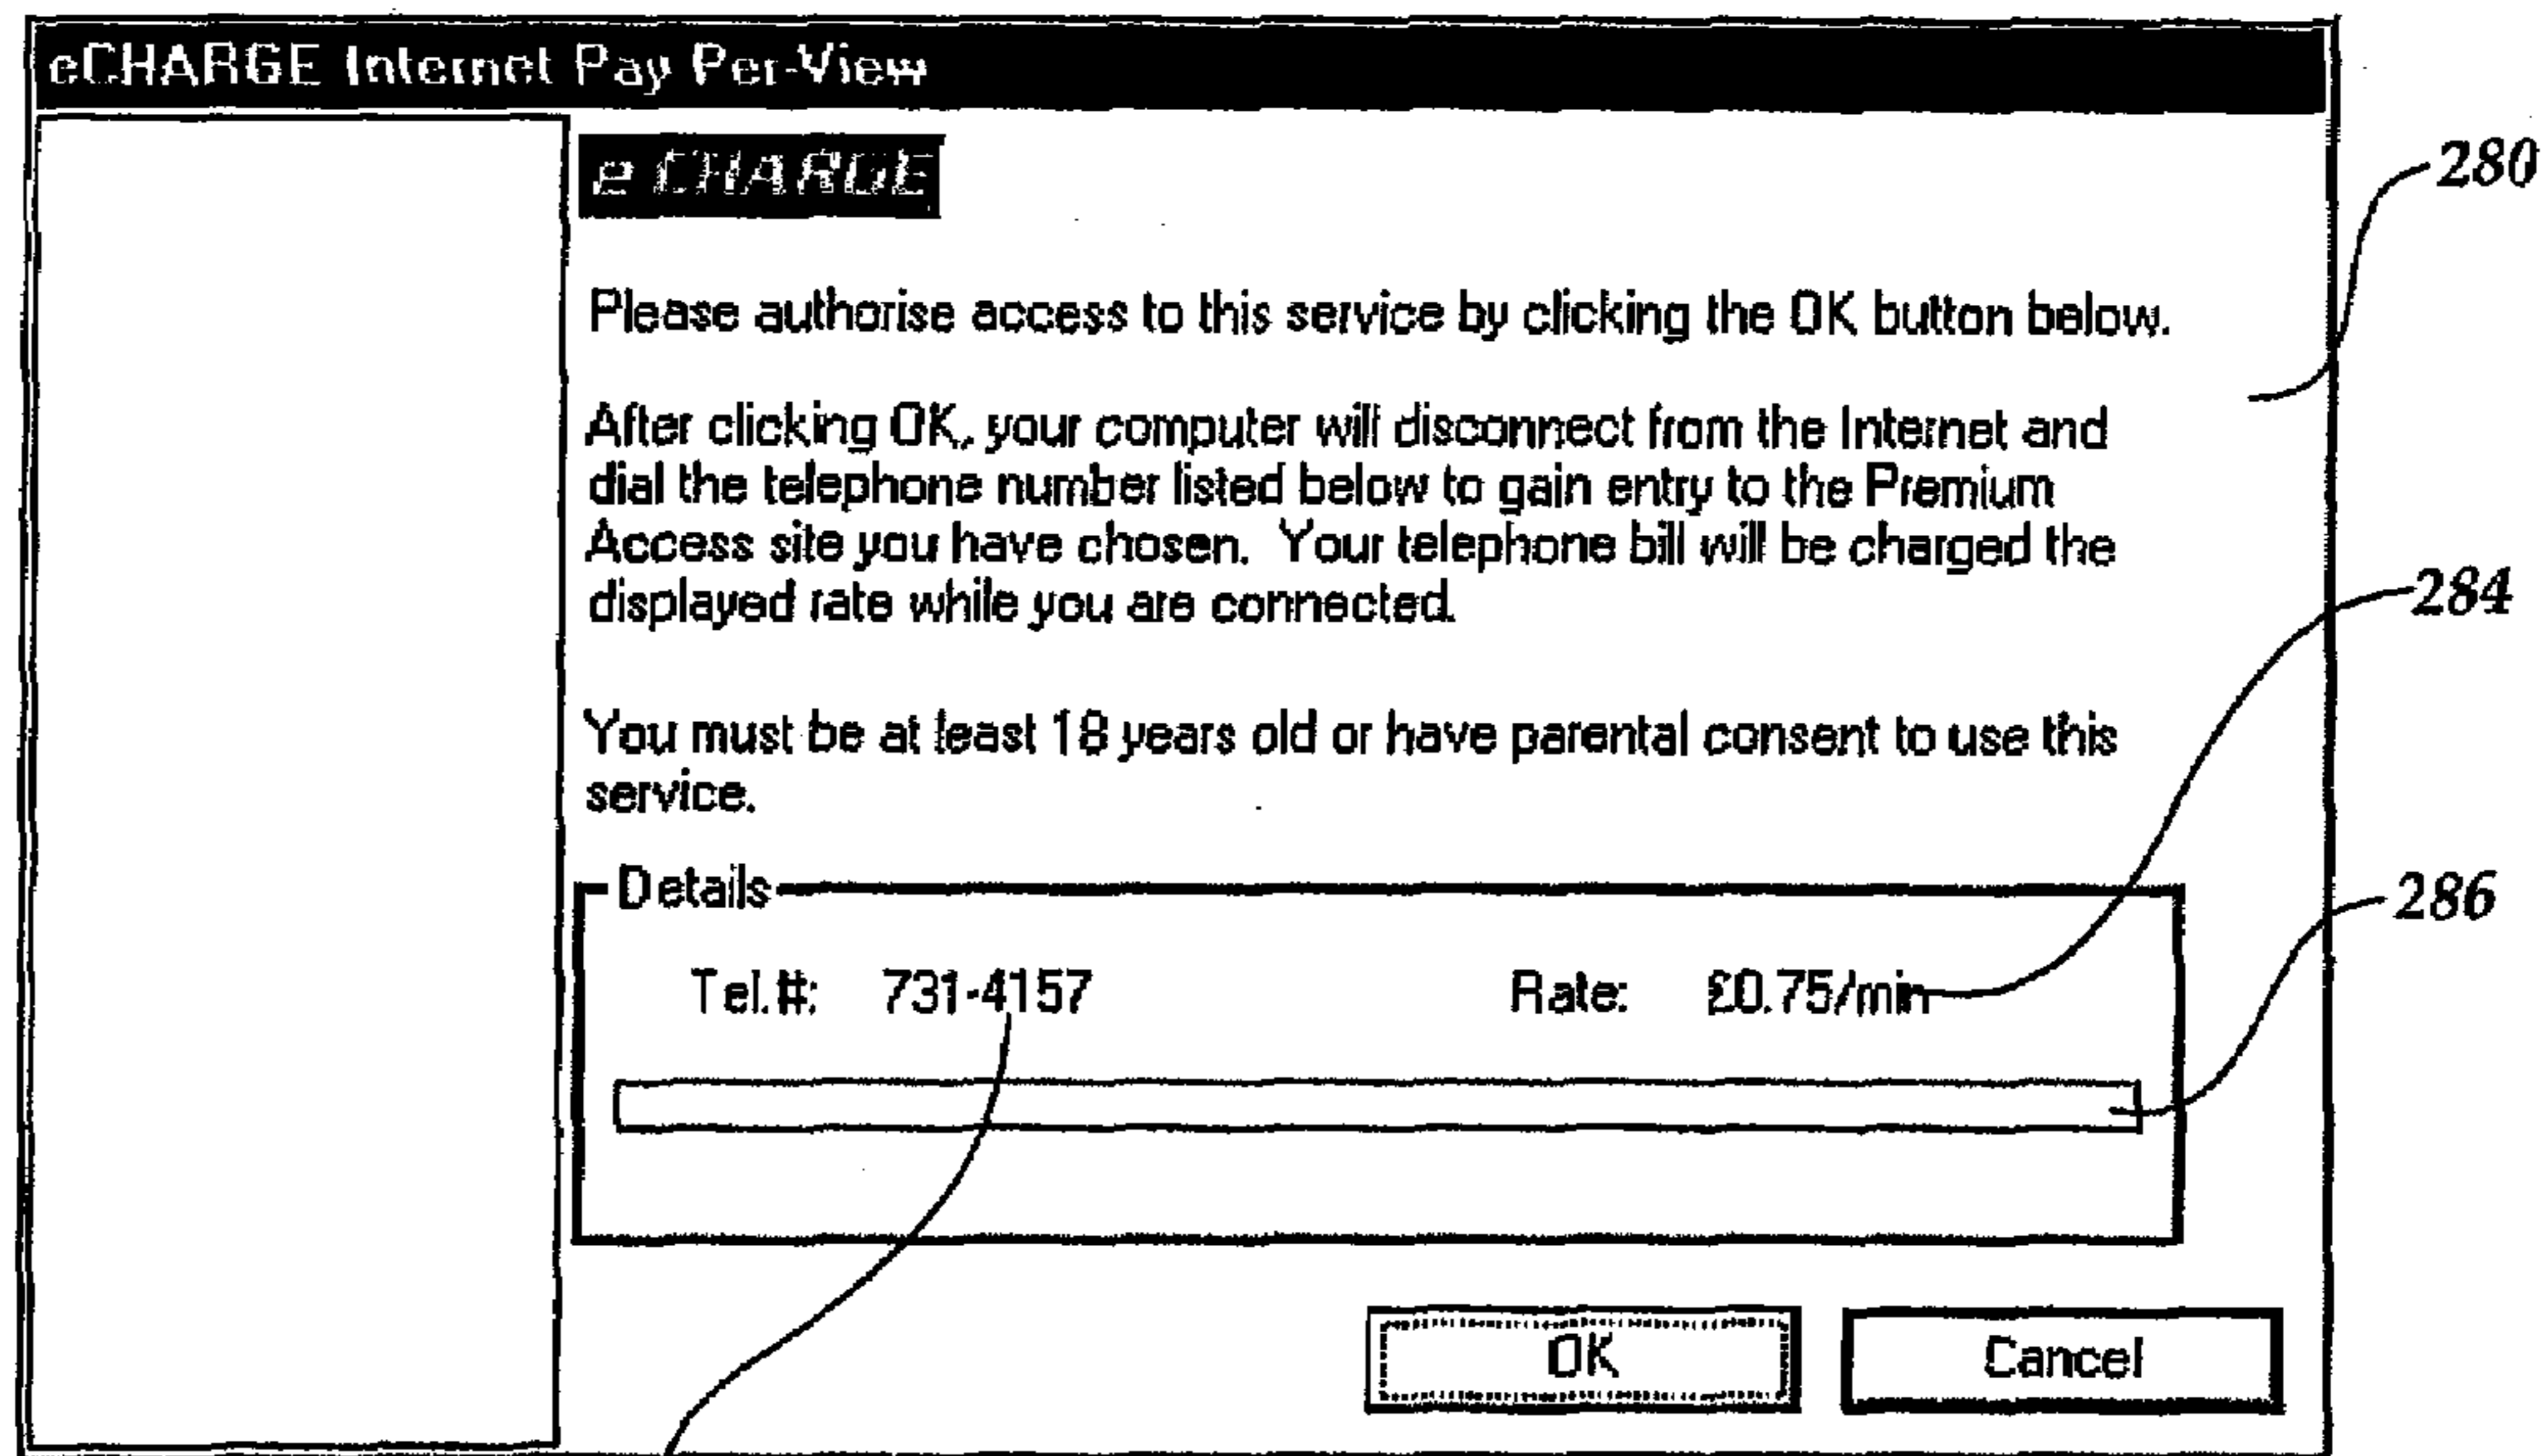 eCHARGE Internet Pay Per-View
e CHARGE
280
Please authorise access to this service by clicking the OK button below.
After clicking OK, your computer will disconnect from the Internet and
dial the telephone number listed below to gain entry to the Premium
Access site you have chosen. Your telephone bill will be charged the
displayed rate while you are connected.
284
You must be at least 18 years old or have parental consent to use this
service.
Details
286
Tel.#: 731-4157 Rate: £0.75/min
OK Cancel